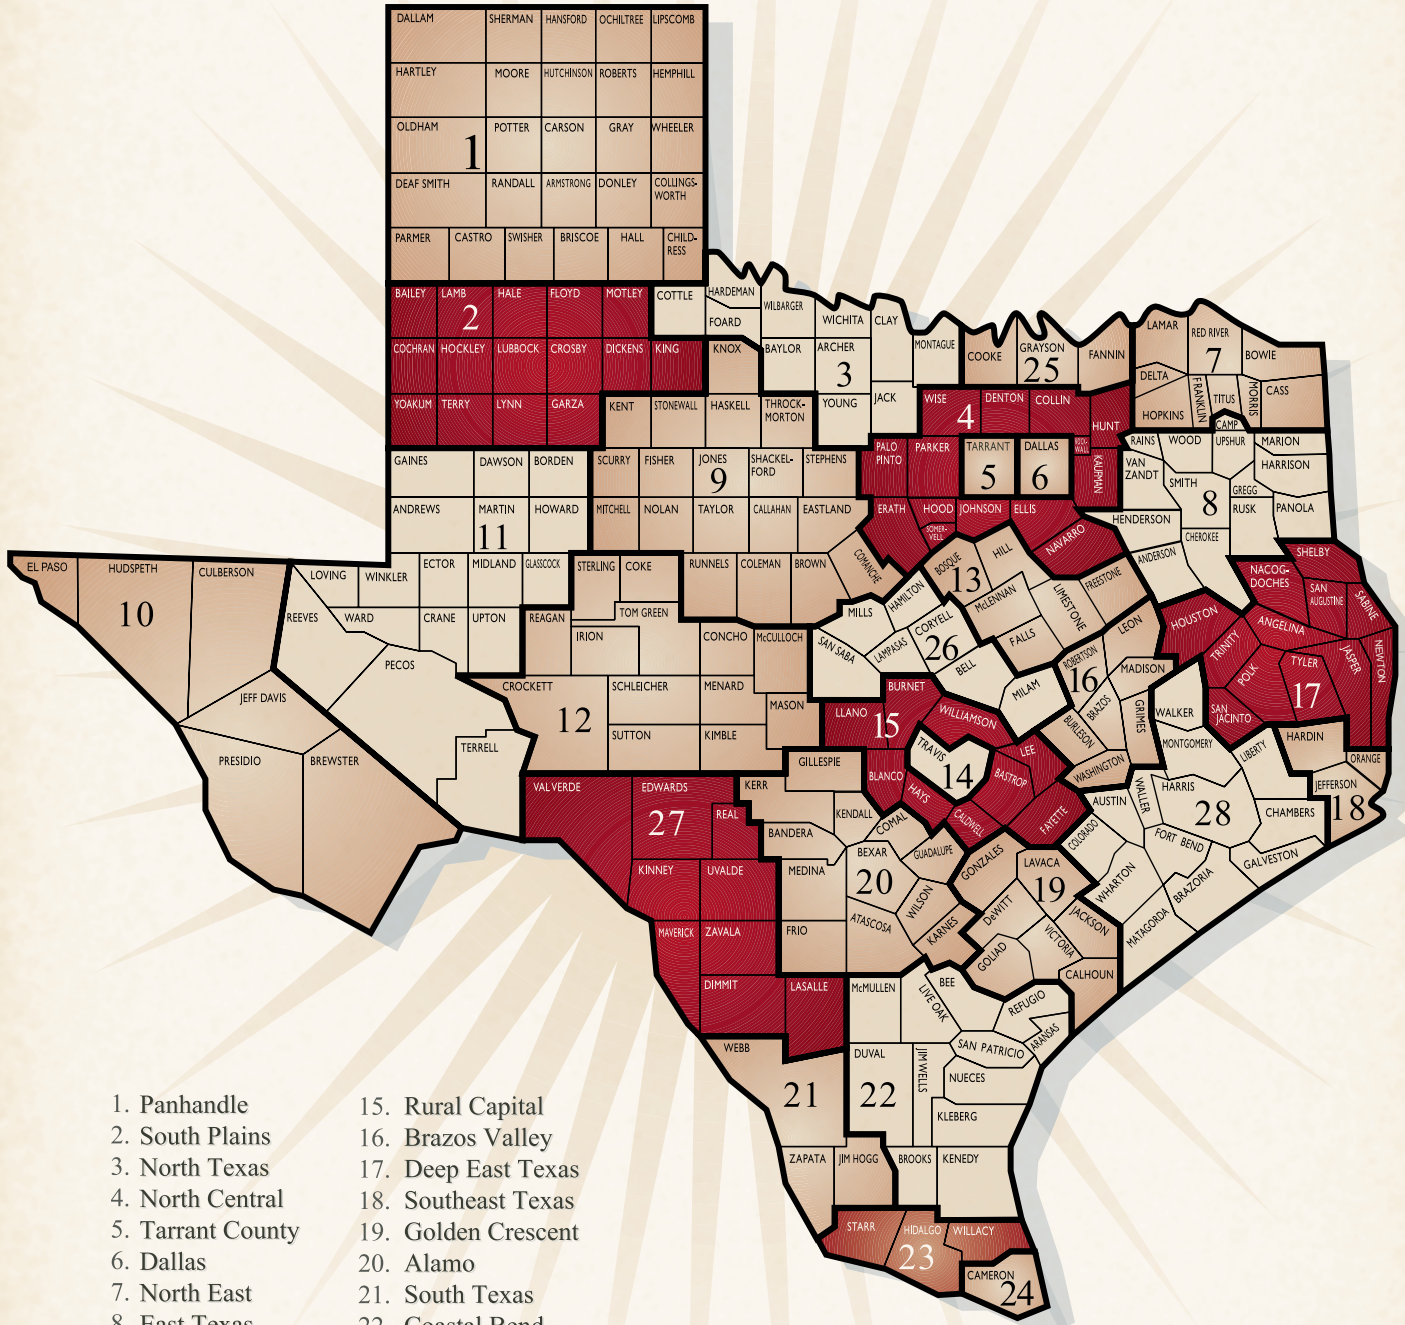 DALLAM SHERMAN HANSFORD OCHILTREE LIPSCOMB
HARTLEY MOORE HUTCHINSON ROBERTS HEMPHILL
OLDHAM POTTER CARSON GRAY WHEELER
1
DEAF SMITH RANDALL ARMSTRONG DONLEY COLLINGS-
WORTH
PARMER CASTRO SWISHER BRISCOE HALL CHILD-
RESS
BAILEY LAMB HALE FLOYD MOTLEY COTTLE HARDEMAN WILBARGER
2
FOARD WICHITA CLAY
COCHRAN HOCKLEY LUBBOCK CROSBY DICKENS KING KNOX BAYLOR ARCHER MONTAGUE COOKE GRAYSON FANNIN
3 25
LAMAR RED RIVER BOWIE
7
DELTA FRANKLIN TITUS MORRIS CASS
HOPKINS CAMP
YOAKUM TERRY LYNN GARZA KENT STONEWALL HASKELL THROCK-
MORTON YOUNG JACK WISE DENTON COLLIN HUNT
4
RAINS WOOD UPSHUR MARION
GAINES DAWSON BORDEN SCURRY FISHER JONES SHACKEL-
FORD STEPHENS PALO
PINTO PARKER TARRANT DALLAS ROCK-
WALL KAUFMAN VAN
ZANDT SMITH HARRISON
9 5 6 8
GREGG
RUSK PANOLA
ANDREWS MARTIN HOWARD MITCHELL NOLAN TAYLOR CALLAHAN EASTLAND ERATH HOOD JOHNSON ELLIS HENDERSON
11
SOMER-
VELL NAVARRO CHEROKEE
ANDERSON
EL PASO HUDSPETH CULBERSON LOVING WINKLER ECTOR MIDLAND GLASSCOCK STERLING COKE RUNNELS COLEMAN BROWN COMANCHE BOSQUE HILL FREESTONE SHELBY
10 13
NACOG-
DOCHES SAN
AUGUSTINE SABINE
REEVES WARD CRANE UPTON REAGAN TOM GREEN MILLS HAMILTON McLENNAN LIMESTONE LEON HOUSTON ANGELINA
IRION CONCHO McCULLOCH SAN SABA LAMPASAS CORYELL FALLS TRINITY JASPER NEWTON
26
PECOS BELL ROBERTSON MADISON POLK TYLER
16 17
JEFF DAVIS CROCKETT SCHLEICHER MENARD MASON LLANO BURNET WILLIAMSON MILAM BRAZOS GRIMES WALKER SAN
JACINTO
12 15
PRESIDIO BREWSTER TERRELL SUTTON KIMBLE BURLESON MONTGOMERY LIBERTY HARDIN ORANGE
GILLESPIE BLANCO TRAVIS LEE WASHINGTON
14
VAL VERDE EDWARDS KERR HAYS BASTROP AUSTIN WALLER HARRIS JEFFERSON
27 28 18
REAL KENDALL COMAL CALDWELL FAYETTE COLORADO CHAMBERS
BANDERA FORT BEND
KINNEY UVALDE MEDINA BEXAR GUADALUPE GONZALES LAVACA WHARTON BRAZORIA GALVESTON
20 19
MAVERICK ZAVALA FRIO ATASCOSA WILSON KARNES DeWITT JACKSON MATAGORDA
GOLIAD VICTORIA CALHOUN
DIMMIT LASALLE McMULLEN LIVE OAK BEE REFUGIO
SAN PATRICIO ARANSAS
WEBB DUVAL JIM WELLS NUECES
21 22
KLEBERG
ZAPATA JIM HOGG BROOKS KENEDY
STARR HIDALGO WILLACY
23
CAMERON
24
1. Panhandle
2. South Plains
3. North Texas
4. North Central
5. Tarrant County
6. Dallas
7. North East
8. East Texas
15. Rural Capital
16. Brazos Valley
17. Deep East Texas
18. Southeast Texas
19. Golden Crescent
20. Alamo
21. South Texas
22. Coastal Bend